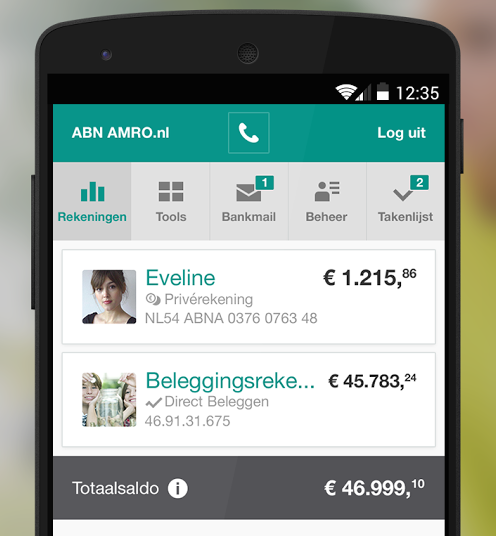 12:35
ABN AMRO.nl
Log uit
1
2
Rekeningen
Tools
Bankmail
Beheer
Takenlijst
Eveline € 1.215,86
Privérekening
NL54 ABNA 0376 0763 48
Beleggingsreke... € 45.783,24
Direct Beleggen
46.91.31.675
Totaalsaldo i € 46.999,10